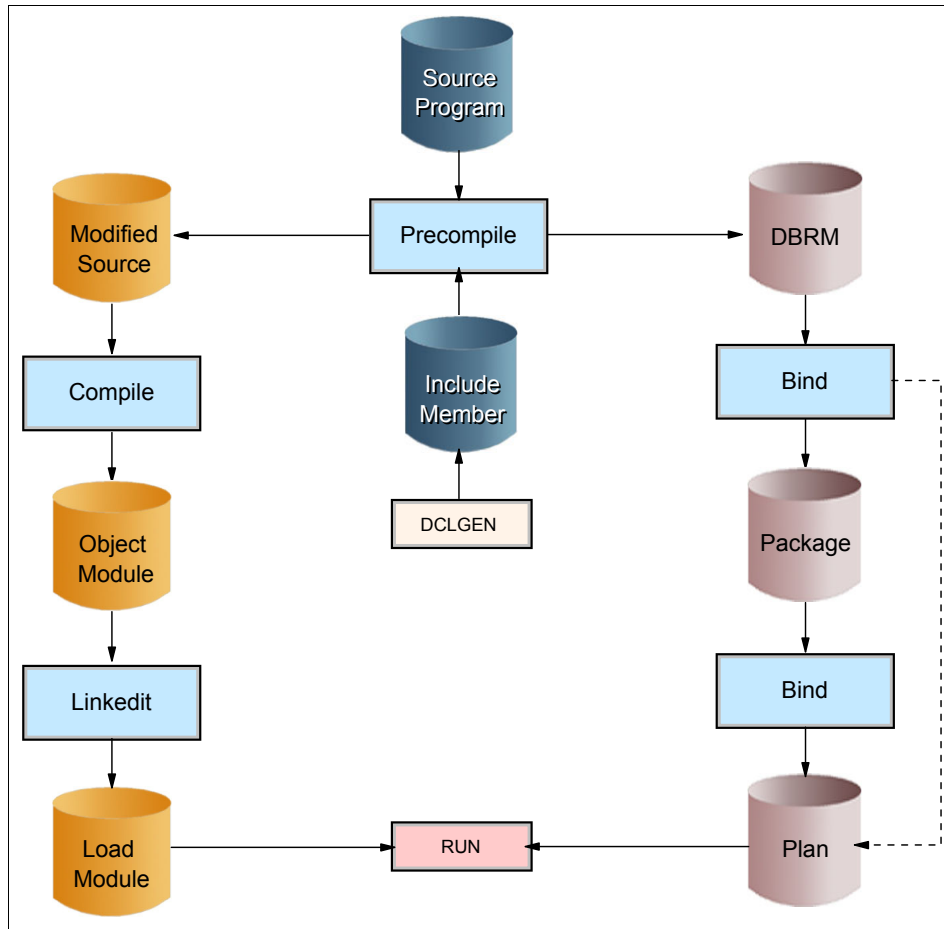 Source
Program
Modified
Source
Precompile
DBRM
Compile
Include
Member
Bind
Object
Module
DCLGEN
Package
Linkedit
Bind
Load
Module
RUN
Plan